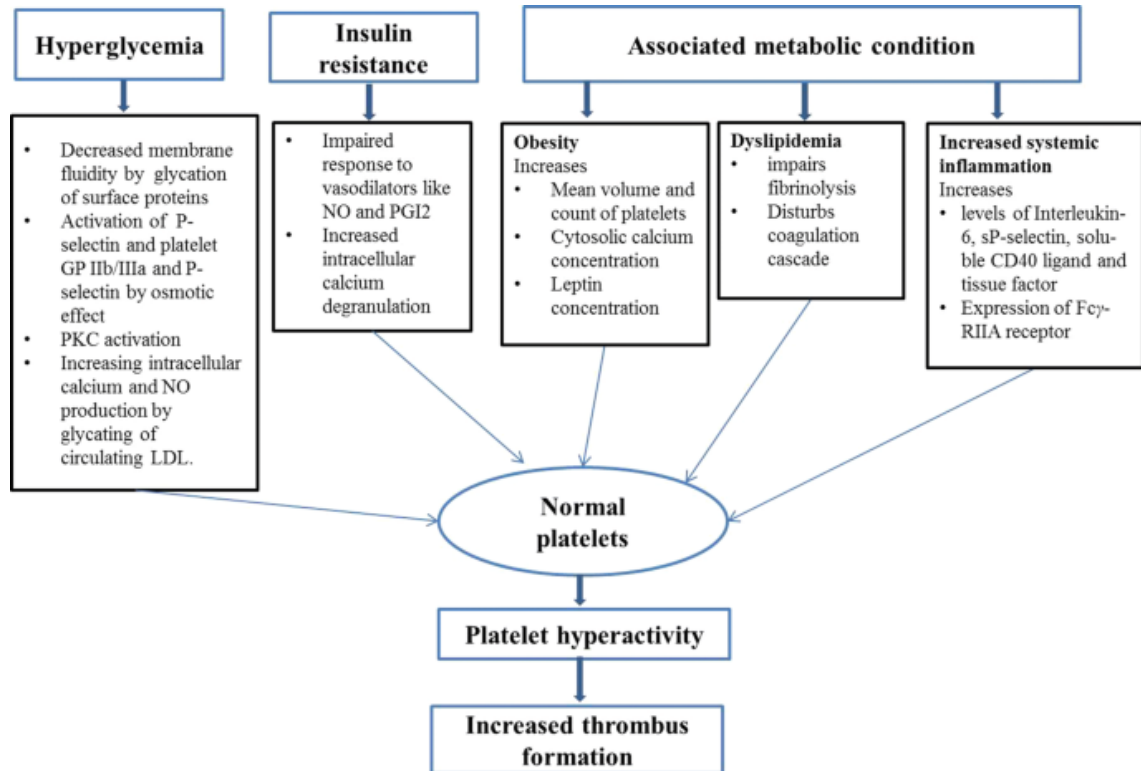 Hyperglycemia
Insulin
resistance
Associated metabolic condition
• Decreased membrane
fluidity by glycation
of surface proteins
• Activation of P-
selectin and platelet
GP IIb/IIIa and P-
selectin by osmotic
effect
• PKC activation
• Increasing intracellular
calcium and NO
production by
glycating of
circulating LDL.
• Impaired
response to
vasodilators like
NO and PGI2
• Increased
intracellular
calcium
degranulation
Obesity
Increases
• Mean volume and
count of platelets
• Cytosolic calcium
concentration
• Leptin
concentration
Dyslipidemia
• impairs
fibrinolysis
• Disturbs
coagulation
cascade
Increased systemic
inflammation
Increases
• levels of Interleukin-
6, sP-selectin, solu-
ble CD40 ligand and
tissue factor
• Expression of Fcγ-
RIIA receptor
Normal
platelets
Platelet hyperactivity
Increased thrombus
formation